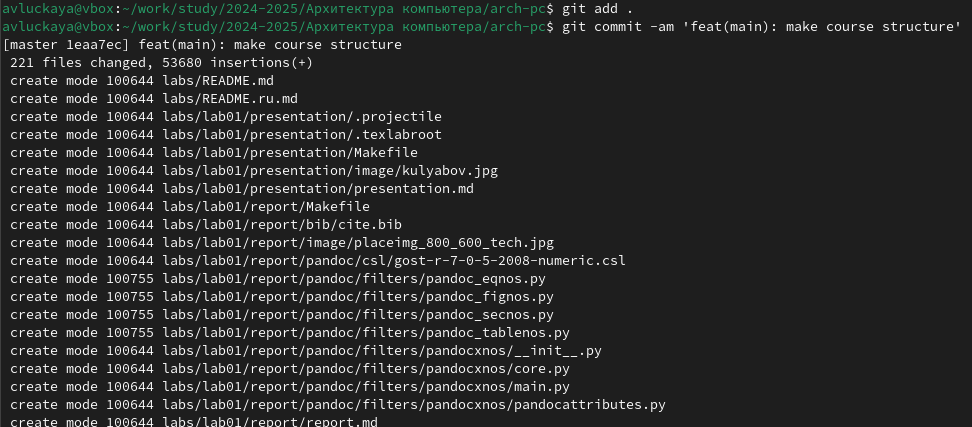 avluckaya@vbox:~/work/study/2024-2025/Архитектура компьютера/arch-pc$ git add .
avluckaya@vbox:~/work/study/2024-2025/Архитектура компьютера/arch-pc$ git commit -am 'feat(main): make course structure'
[master 1eaa7ec] feat(main): make course structure
 221 files changed, 53680 insertions(+)
 create mode 100644 labs/README.md
 create mode 100644 labs/README.ru.md
 create mode 100644 labs/lab01/presentation/.projectile
 create mode 100644 labs/lab01/presentation/.texlabroot
 create mode 100644 labs/lab01/presentation/Makefile
 create mode 100644 labs/lab01/presentation/image/kulyabov.jpg
 create mode 100644 labs/lab01/presentation/presentation.md
 create mode 100644 labs/lab01/report/Makefile
 create mode 100644 labs/lab01/report/bib/cite.bib
 create mode 100644 labs/lab01/report/image/placeimg_800_600_tech.jpg
 create mode 100644 labs/lab01/report/pandoc/csl/gost-r-7-0-5-2008-numeric.csl
 create mode 100755 labs/lab01/report/pandoc/filters/pandoc_eqnos.py
 create mode 100755 labs/lab01/report/pandoc/filters/pandoc_fignos.py
 create mode 100755 labs/lab01/report/pandoc/filters/pandoc_secnos.py
 create mode 100755 labs/lab01/report/pandoc/filters/pandoc_tablenos.py
 create mode 100644 labs/lab01/report/pandoc/filters/pandocxnos/__init__.py
 create mode 100644 labs/lab01/report/pandoc/filters/pandocxnos/core.py
 create mode 100644 labs/lab01/report/pandoc/filters/pandocxnos/main.py
 create mode 100644 labs/lab01/report/pandoc/filters/pandocxnos/pandocattributes.py
 create mode 100644 labs/lab01/report/report.md